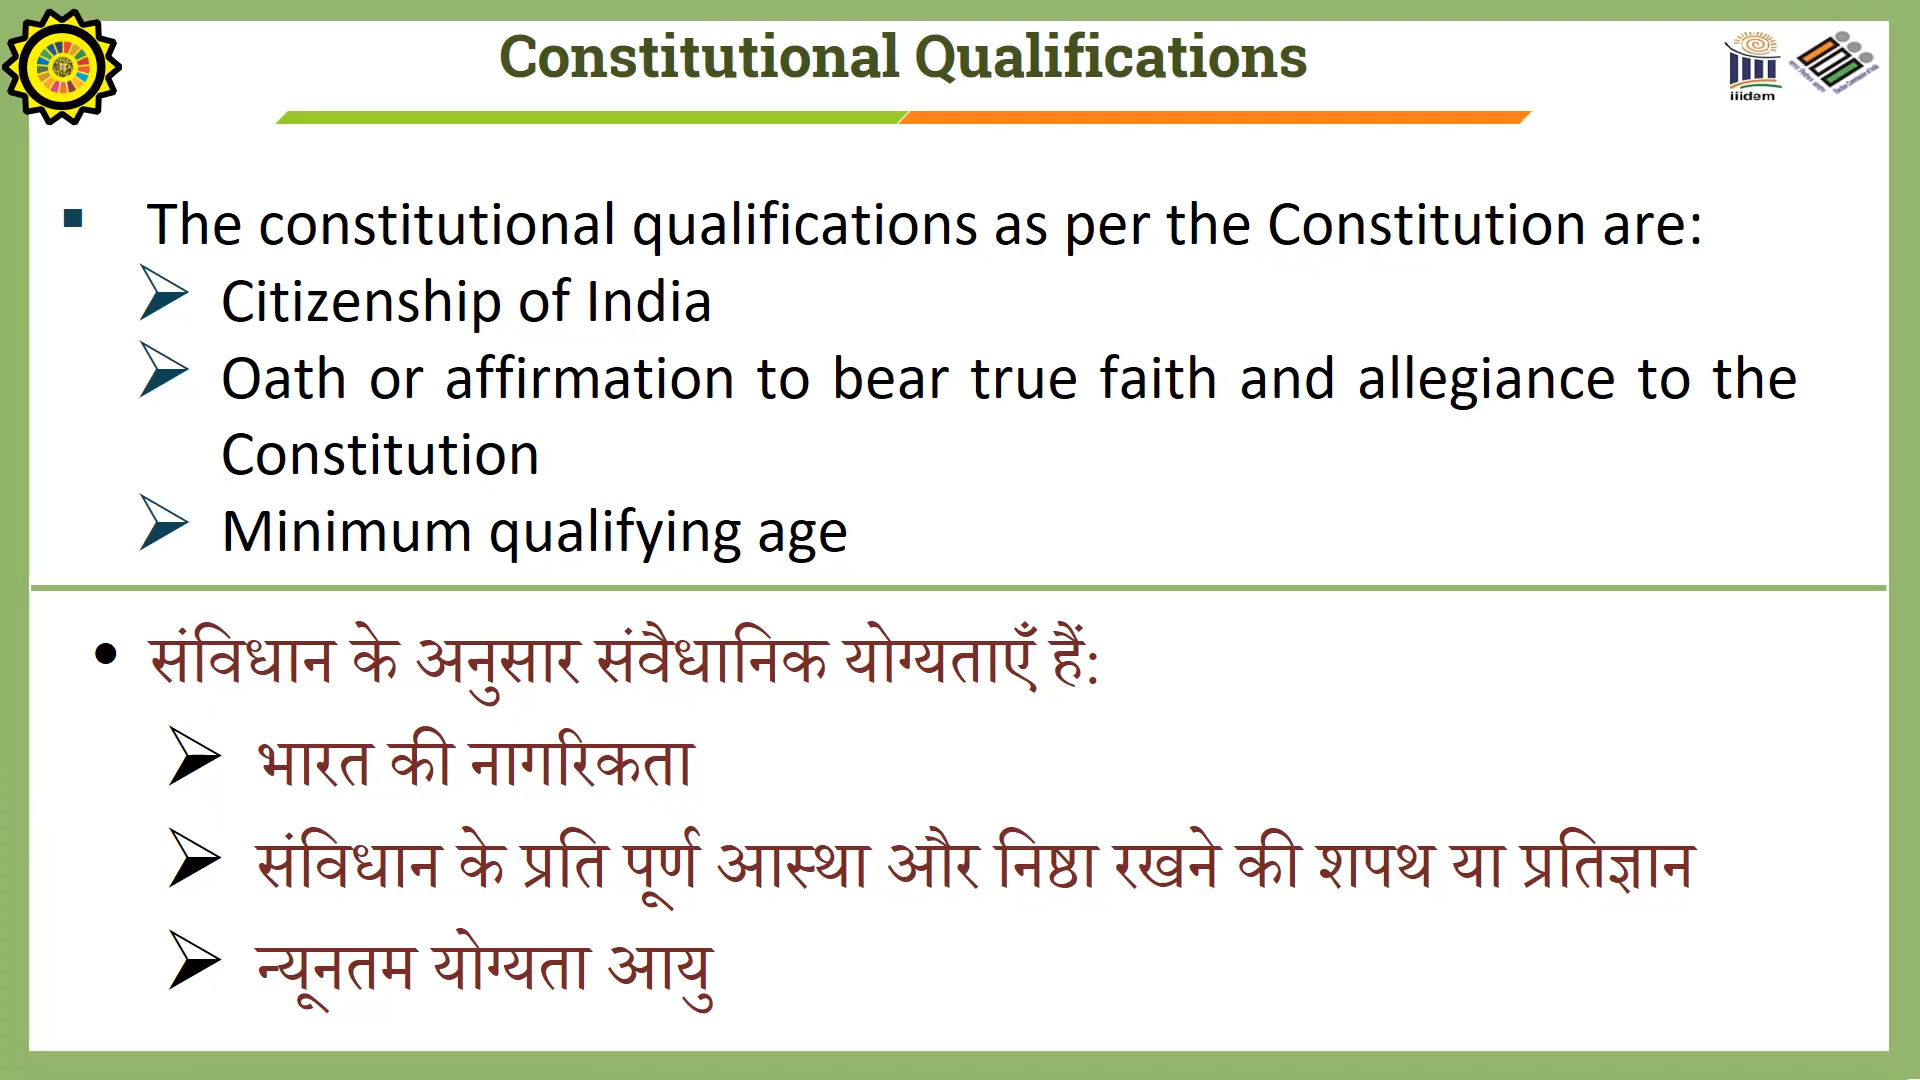 Constitutional Qualifications
iiidem
The constitutional qualifications as per the Constitution are:
Citizenship of India
Oath or affirmation to bear true faith and allegiance to the
Constitution
Minimum qualifying age
संविधान के अनुसार संवैधानिक योग्यताएँ हैं:
भारत की नागरिकता
संविधान के प्रति पूर्ण आस्था और निष्ठा रखने की शपथ या प्रतिज्ञान
न्यूनतम योग्यता आयु